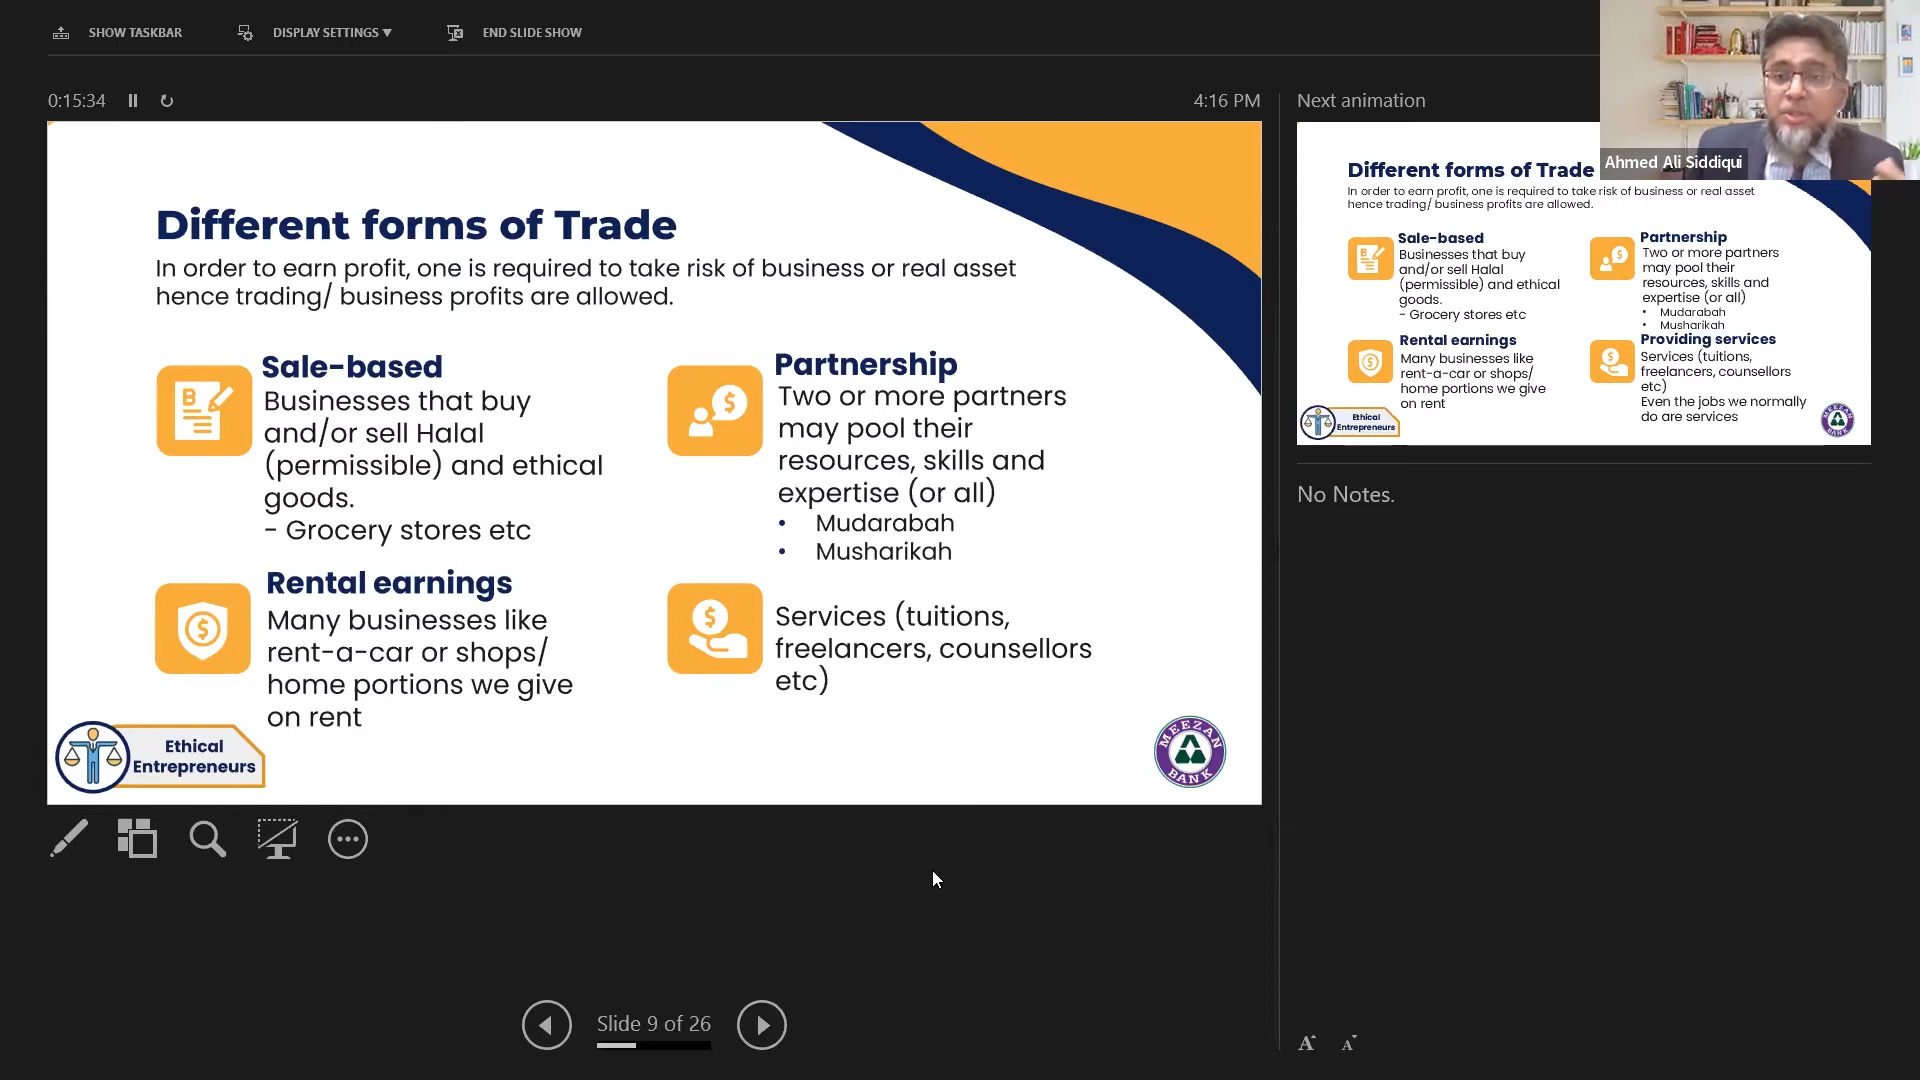 SHOW TASKBAR
DISPLAY SETTINGS ▼
END SLIDE SHOW
0:15:34
4:16 PM
Different forms of Trade
In order to earn profit, one is required to take risk of business or real asset
hence trading/ business profits are allowed.
Sale-based
Businesses that buy
and/or sell Halal
(permissible) and ethical
goods.
- Grocery stores etc
Partnership
Two or more partners
may pool their
resources, skills and
expertise (or all)
• Mudarabah
• Musharikah
Rental earnings
Many businesses like
rent-a-car or shops/
home portions we give
on rent
Services (tuitions,
freelancers, counsellors
etc)
Ethical
Entrepreneurs
MEEZAN
BANK
Slide 9 of 26
Next animation
Ahmed Ali Siddiqui
Different forms of Trade
In order to earn profit, one is required to take risk of business or real asset
hence trading/ business profits are allowed.
Sale-based
Businesses that buy
and/or sell Halal
(permissible) and ethical
goods.
- Grocery stores etc
Partnership
Two or more partners
may pool their
resources, skills and
expertise (or all)
• Mudarabah
• Musharikah
Rental earnings
Many businesses like
rent-a-car or shops/
home portions we give
on rent
Providing services
Services (tuitions,
freelancers, counsellors
etc)
Even the jobs we normally
do are services
Ethical
Entrepreneurs
MEEZAN
BANK
No Notes.
A A